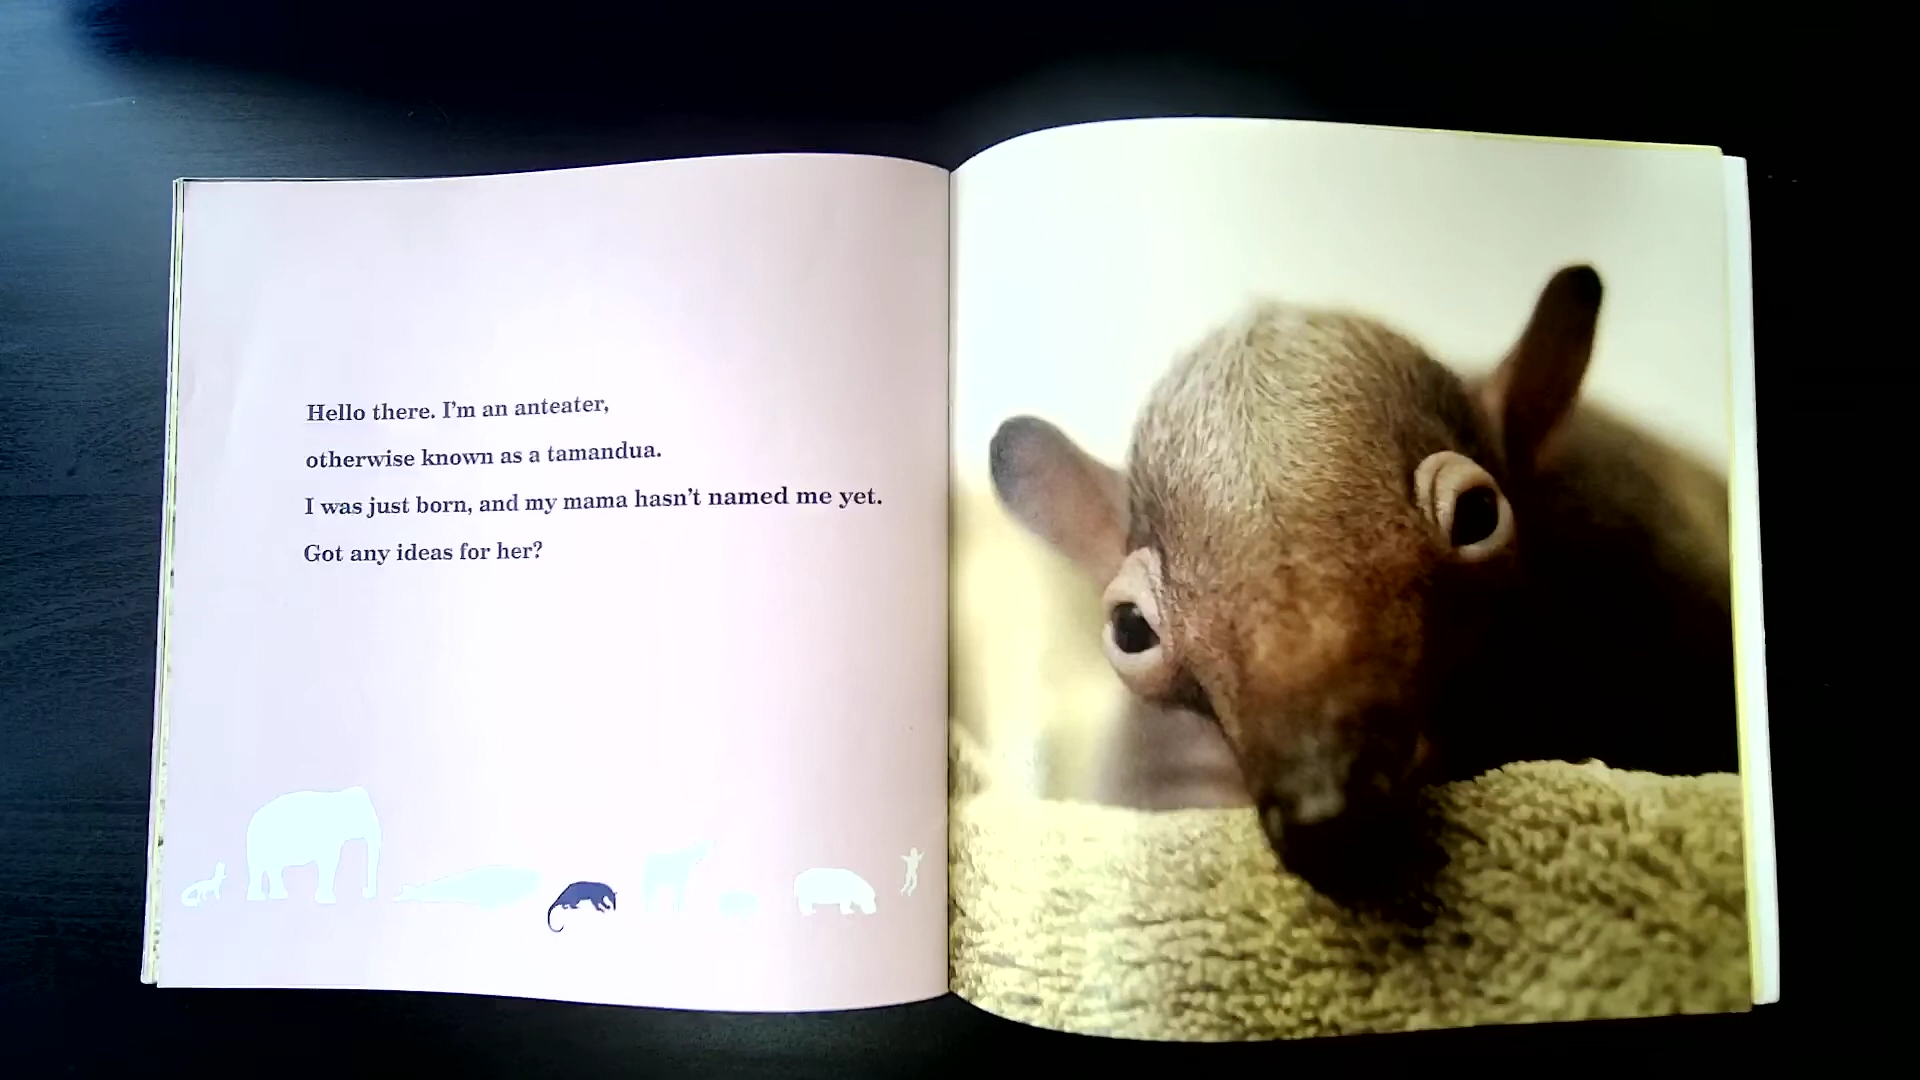 Hello there. I'm an anteater,
otherwise known as a tamandua.
I was just born, and my mama hasn't named me yet.
Got any ideas for her?